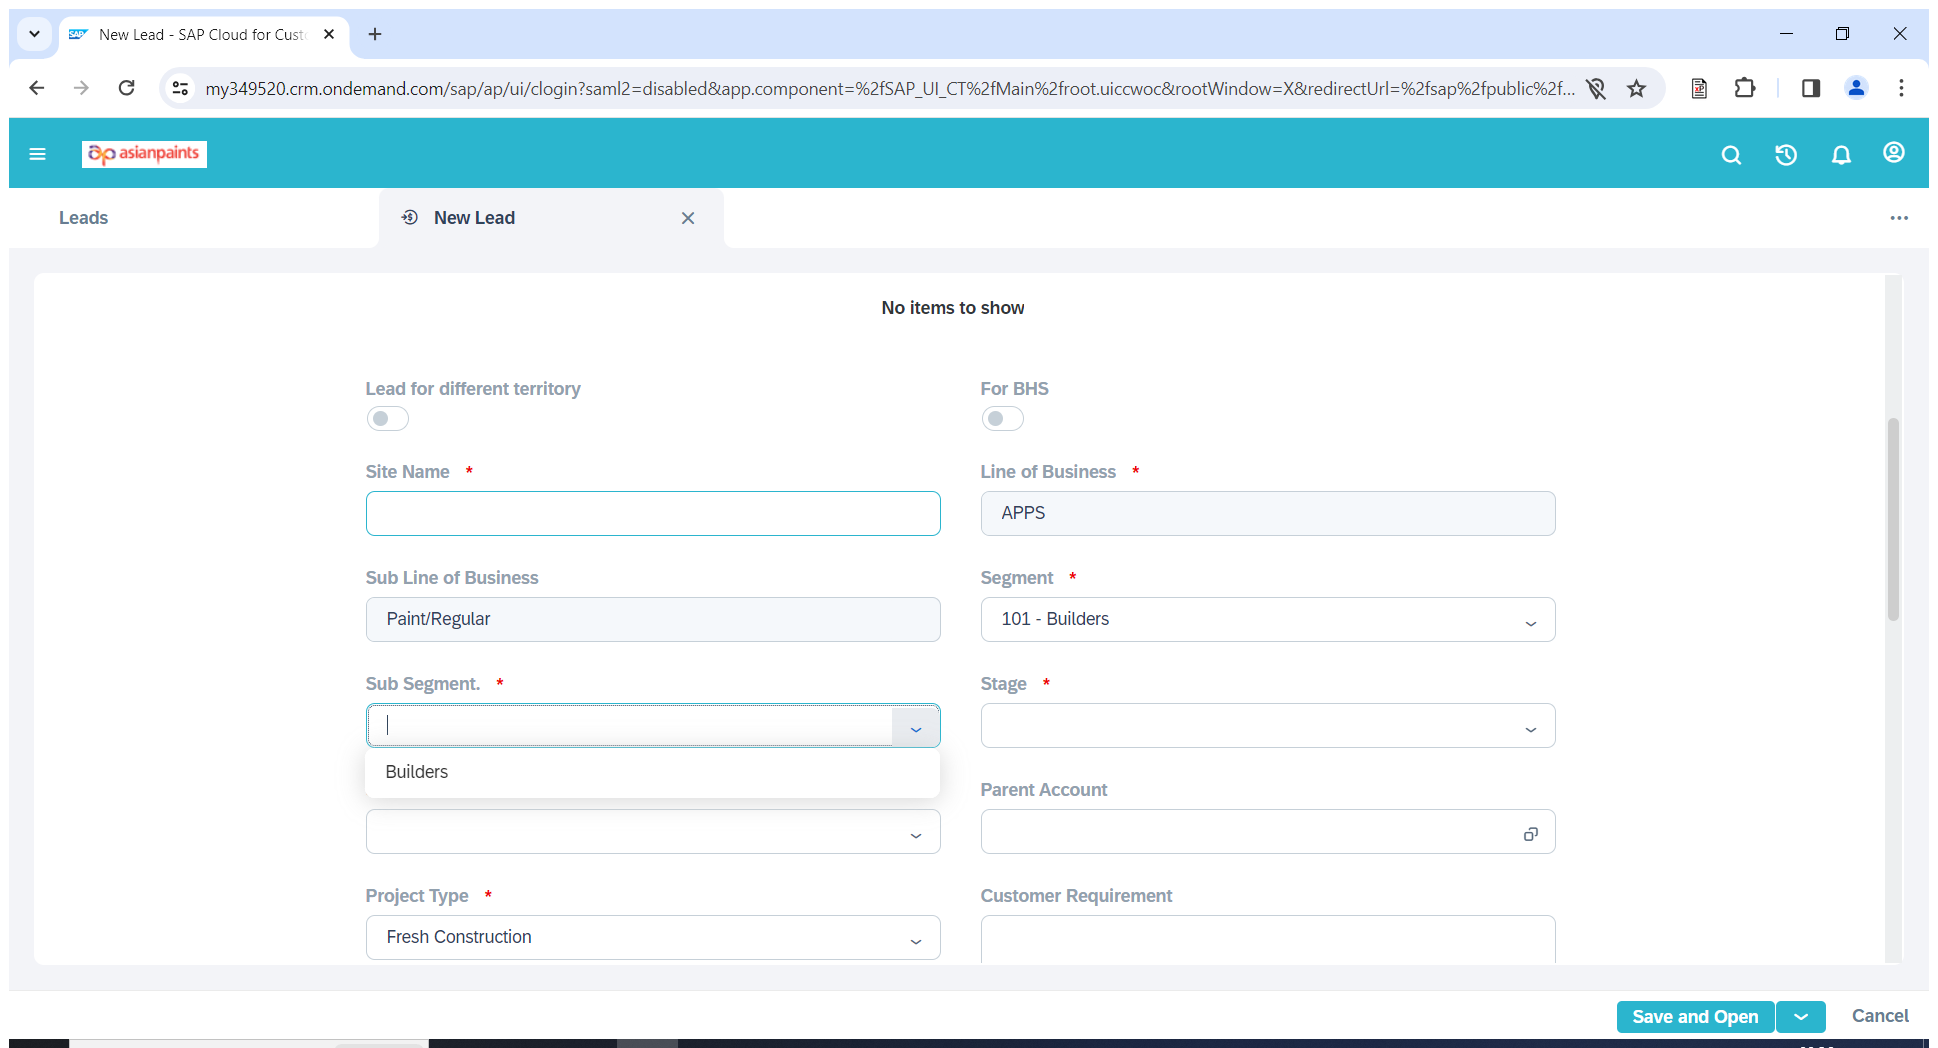 New Lead - SAP Cloud for Cust
my349520.crm.ondemand.com/sap/ap/ui/clogin?saml2=disabled&app.component=%2fSAP_UI_CT%2fMain%2froot.uiccwoc&rootWindow=X&redirectUrl=%2fsap%2fpublic%2f...
asianpaints
Leads
New Lead
No items to show
Lead for different territory
For BHS
Site Name *
Line of Business *
APPS
Sub Line of Business
Segment *
Paint/Regular
101 - Builders
Sub Segment. *
Stage *
Builders
Parent Account
Project Type *
Customer Requirement
Fresh Construction
Save and Open
Cancel